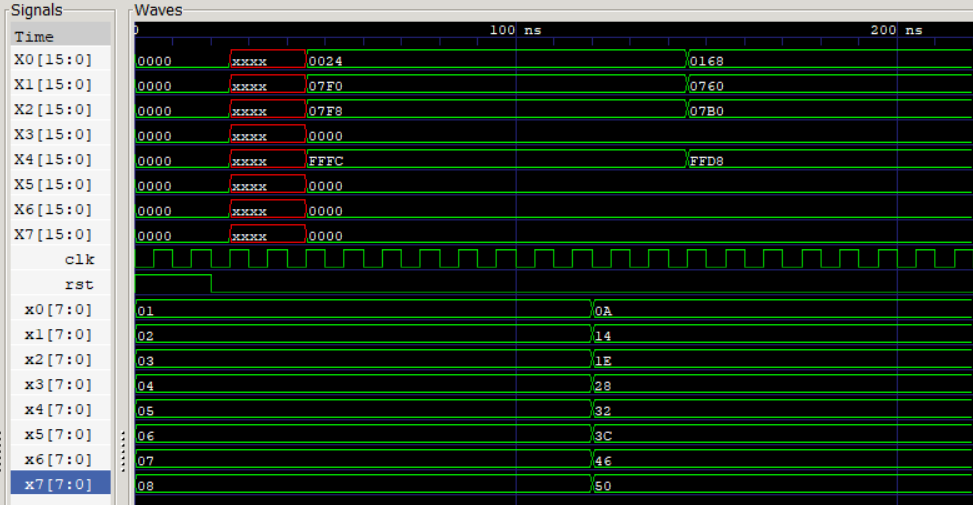 Signals Waves
Time 0 100 ns 200 ns
X0[15:0] 0000 xxxx 0024 0168
X1[15:0] 0000 xxxx 07F0 0760
X2[15:0] 0000 xxxx 07F8 07B0
X3[15:0] 0000 xxxx 0000
X4[15:0] 0000 xxxx FFFC FFD8
X5[15:0] 0000 xxxx 0000
X6[15:0] 0000 xxxx 0000
X7[15:0] 0000 xxxx 0000
clk
rst
x0[7:0] 01 0A
x1[7:0] 02 14
x2[7:0] 03 1E
x3[7:0] 04 28
x4[7:0] 05 32
x5[7:0] 06 3C
x6[7:0] 07 46
x7[7:0] 08 50